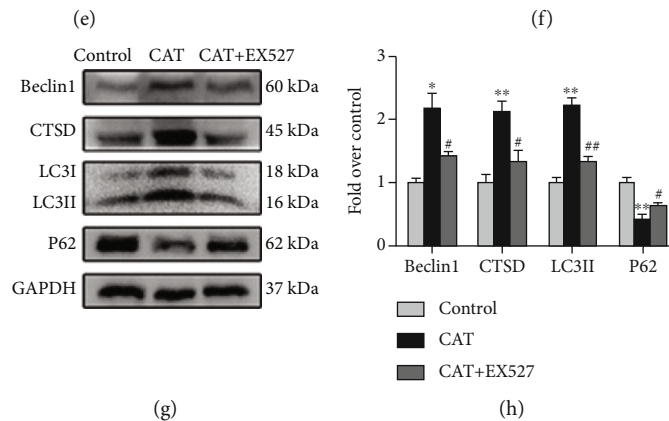 (e)
(f)
Control CAT CAT+EX527
Beclin1 60 kDa
CTSD 45 kDa
LC3I 18 kDa
LC3II 16 kDa
P62 62 kDa
GAPDH 37 kDa
(g)
Fold over control
3
2
1
0
* ** **
# # ##
** #
Beclin1 CTSD LC3II P62
Control
CAT
CAT+EX527
(h)